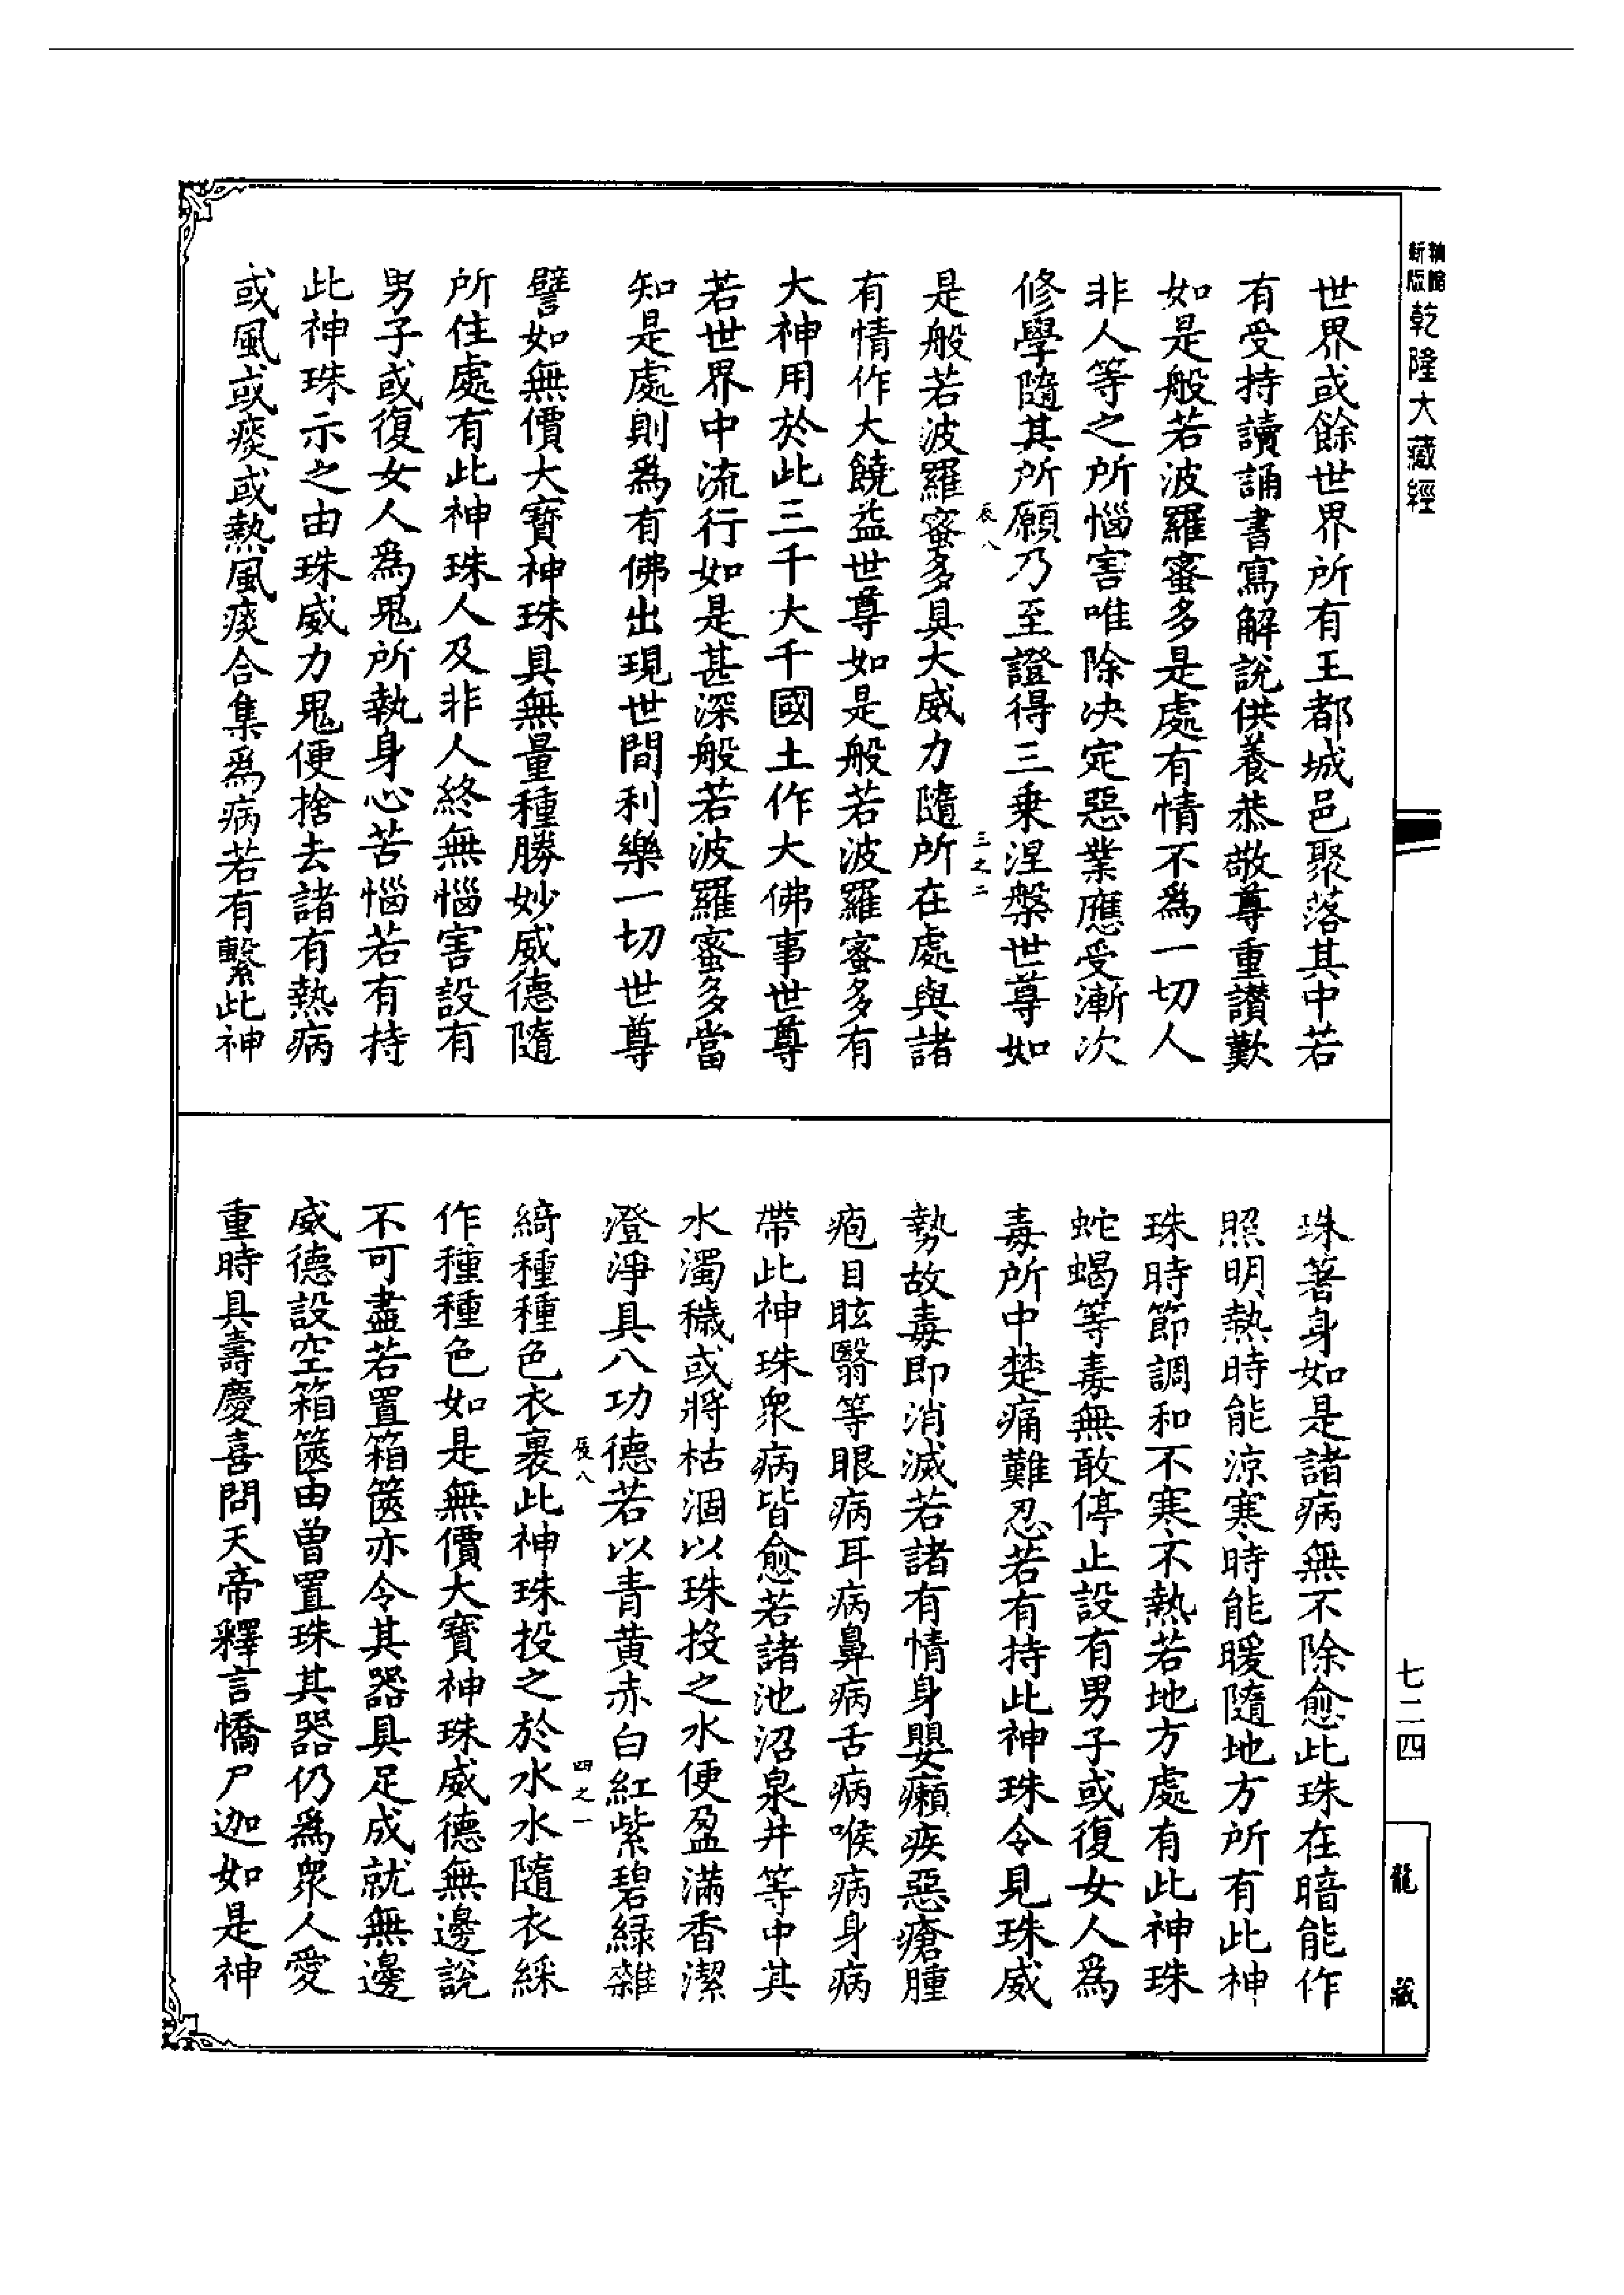 新編縮版乾隆大藏經
世界或餘世界所有王都城邑聚落其中若
有受持讀誦書寫解說供養恭敬尊重讃歎
如是般若波羅蜜多是處有情不為一切人
非人等之所惱害唯除決定惡業應受漸次
修學隨其所願乃至證得三乗涅槃世尊如
辰八
三之二
是般若波羅蜜多具大威力隨所在處與諸
有情作大饒益世尊如是般若波羅蜜多有
大神用於此三千大千國土作大佛事世尊
若世界中流行如是甚深般若波羅蜜多當
知是處則為有佛出現世間利樂一切世尊
譬如無價大寶神珠具無量種勝妙威德隨
所住處有此神珠人及非人終無惱害設有
男子或復女人為鬼所執身心苦惱若有持
此神珠示之由珠威力鬼便捨去諸有熱病
或風或痰或熱風痰合集為病若有繫此神
珠著身如是諸病無不除愈此珠在暗能作
照明熱時能涼寒時能暖隨地方所有此神
珠時節調和不寒不熱若地方處有此神珠
蛇蝎等毒無敢停止設有男子或復女人為
毒所中楚痛難忍若有持此神珠令見珠威
勢故毒即消滅若諸有情身嬰癩疾惡瘡腫
疱目眩瞖等眼病耳病鼻病舌病喉病身病
帶此神珠衆病皆愈若諸池沼泉井等中其
水濁穢或將枯涸以珠投之水便盈滿香潔
澄淨具八功德若以青黄赤白紅紫碧緑雜
辰八
四之一
綺種種色衣裹此神珠投之於水水隨衣綵
作種種色如是無價大寶神珠威德無邊說
不可盡若置箱篋亦令其器具足成就無邊
威德設空箱篋由曽置珠其器仍為衆人愛
重時具壽慶喜問天帝釋言憍尸迦如是神
七二四
龍藏